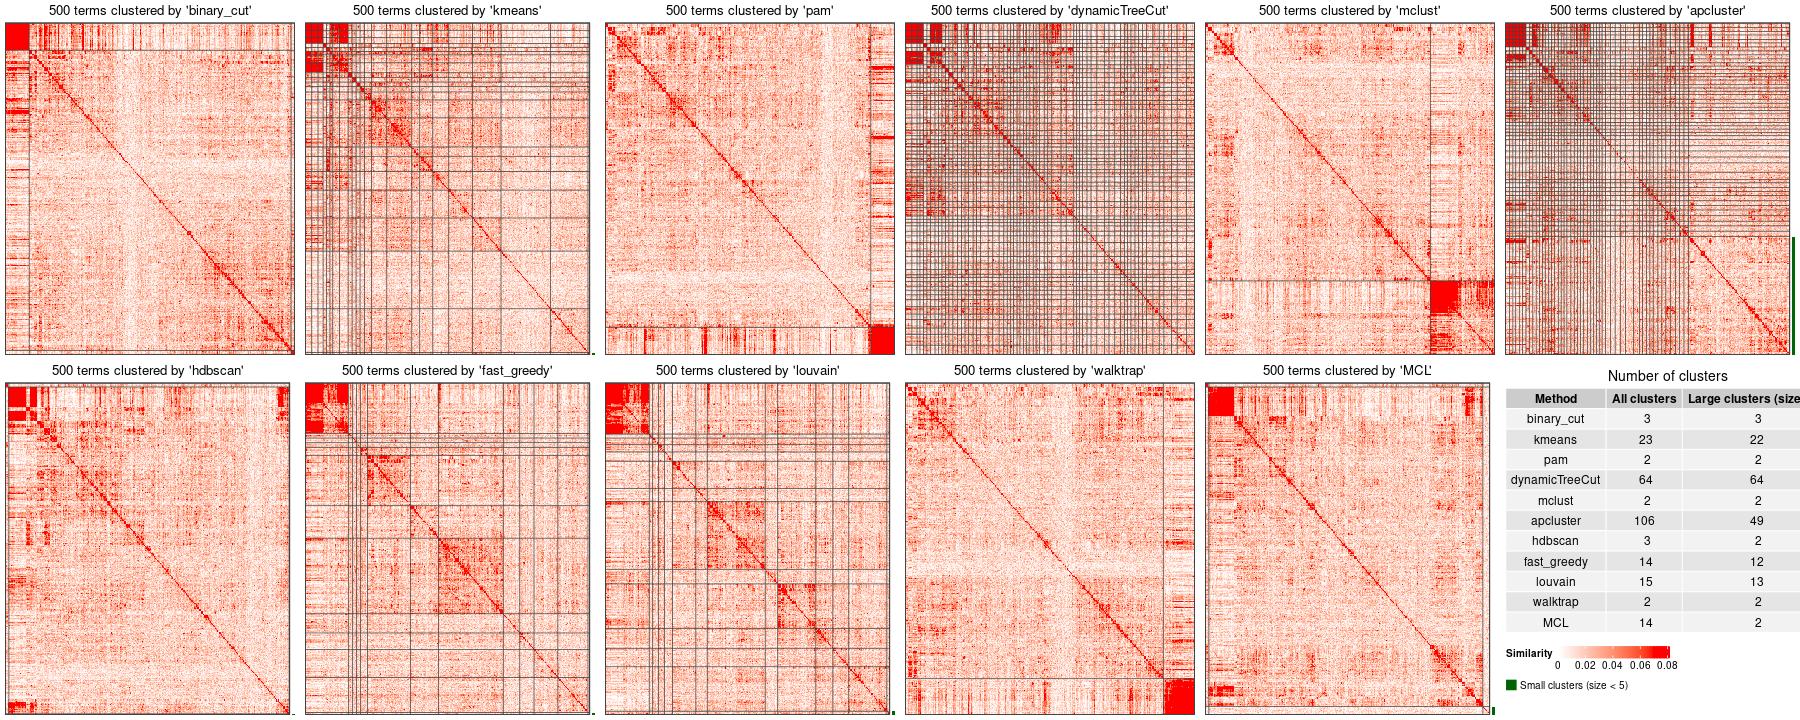 500 terms clustered by 'binary_cut'
500 terms clustered by 'kmeans'
500 terms clustered by 'pam'
500 terms clustered by 'dynamicTreeCut'
500 terms clustered by 'mclust'
500 terms clustered by 'apcluster'
500 terms clustered by 'hdbscan'
500 terms clustered by 'fast_greedy'
500 terms clustered by 'louvain'
500 terms clustered by 'walktrap'
500 terms clustered by 'MCL'
Number of clusters
Method All clusters Large clusters (size
binary_cut 3 3
kmeans 23 22
pam 2 2
dynamicTreeCut 64 64
mclust 2 2
apcluster 106 49
hdbscan 3 2
fast_greedy 14 12
louvain 15 13
walktrap 2 2
MCL 14 2
Similarity
0 0.02 0.04 0.06 0.08
Small clusters (size < 5)